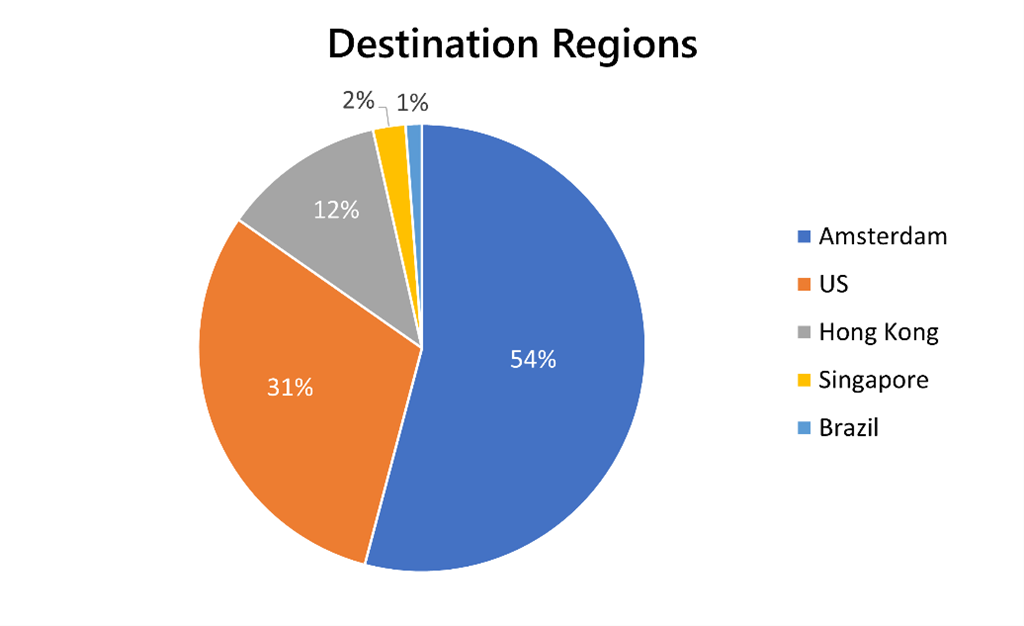 Destination Regions
2%
1%
12%
54%
31%
Amsterdam
US
Hong Kong
Singapore
Brazil